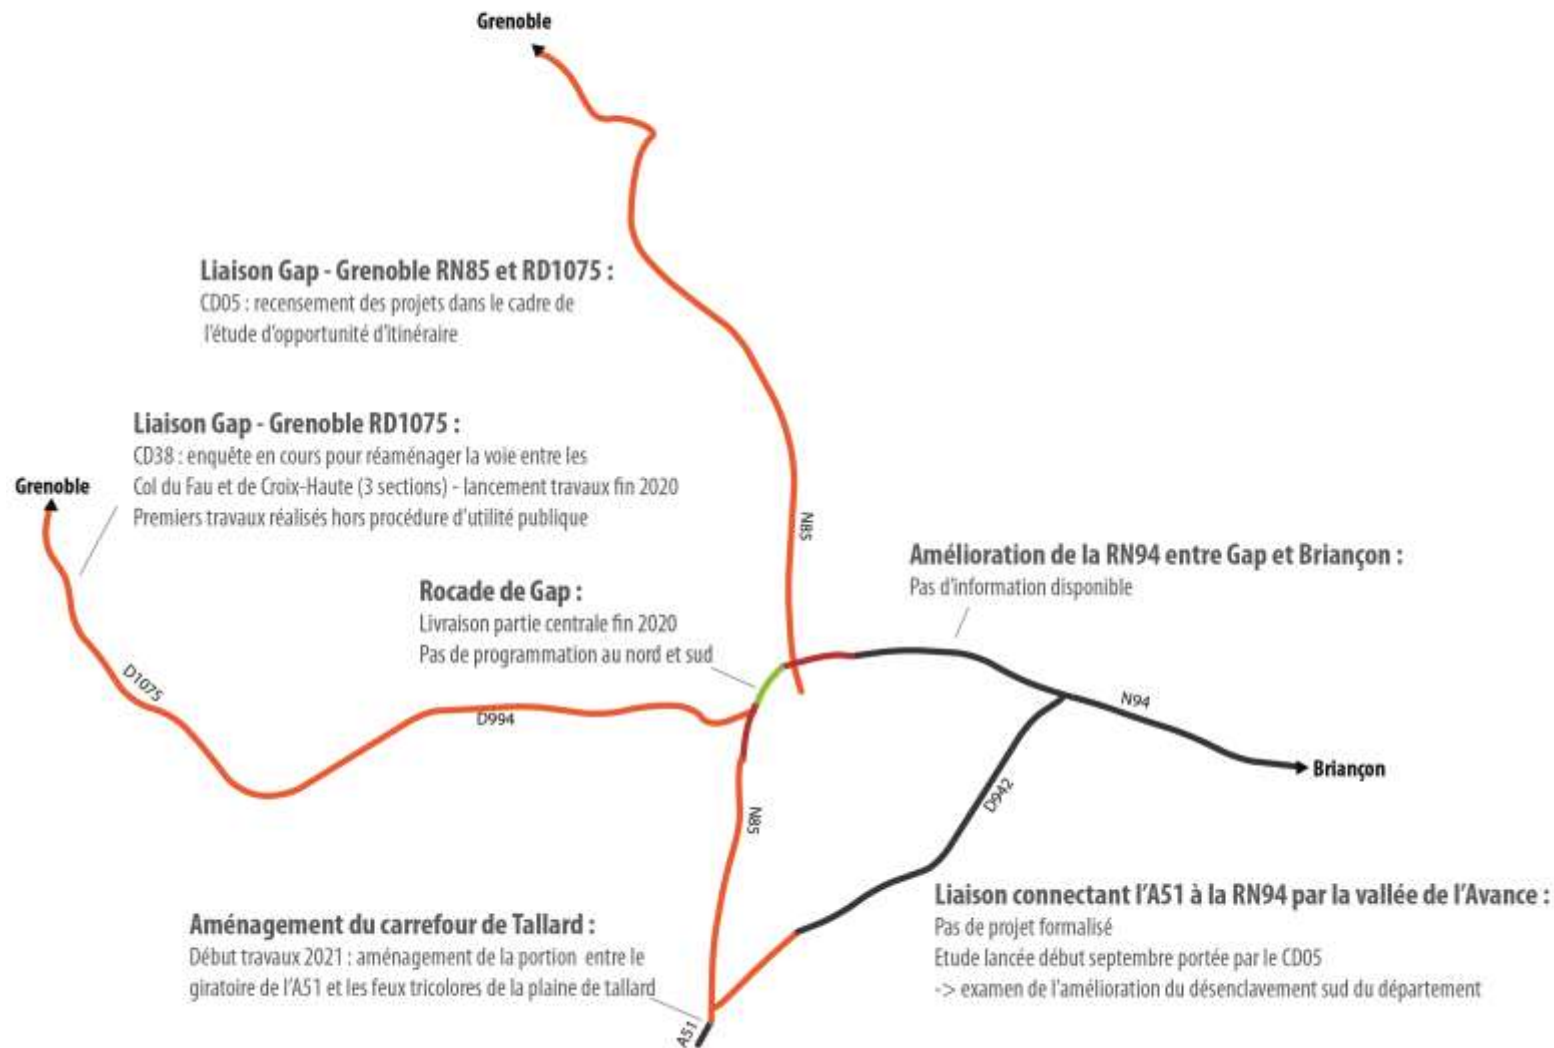 Grenoble
Liaison Gap - Grenoble RN85 et RD1075 :
CD05 : recensement des projets dans le cadre de
l'étude d'opportunité d'itinéraire
Liaison Gap - Grenoble RD1075 :
CD38 : enquête en cours pour réaménager la voie entre les
Col du Fau et de Croix-Haute (3 sections) - lancement travaux fin 2020
Premiers travaux réalisés hors procédure d'utilité publique
Grenoble
N85
Amélioration de la RN94 entre Gap et Briançon :
Pas d'information disponible
Rocade de Gap :
Livraison partie centrale fin 2020
Pas de programmation au nord et sud
D1075
D994
N94
Briançon
N85
D942
Liaison connectant l'A51 à la RN94 par la vallée de l'Avance :
Pas de projet formalisé
Etude lancée début septembre portée par le CD05
-> examen de l'amélioration du désenclavement sud du département
Aménagement du carrefour de Tallard :
Début travaux 2021 : aménagement de la portion entre le
giratoire de l'A51 et les feux tricolores de la plaine de tallard
A51